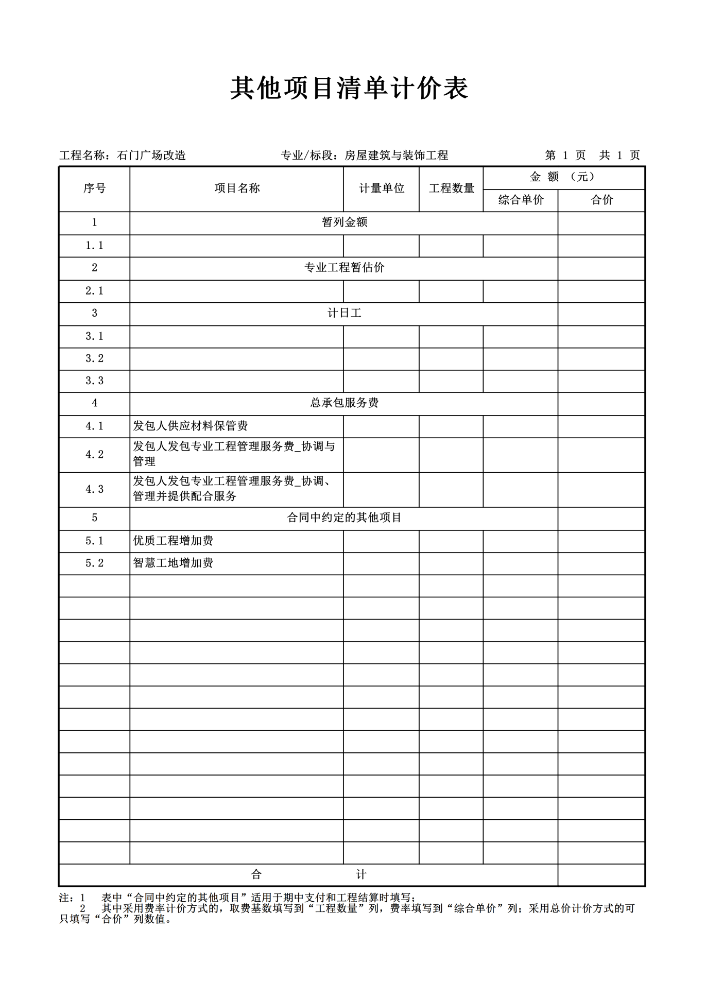 其他项目清单计价表
工程名称：石门广场改造 专业/标段：房屋建筑与装饰工程 第 1 页 共 1 页
序号 项目名称 计量单位 工程数量 金 额 （元）
综合单价 合价
1 暂列金额
1.1
2 专业工程暂估价
2.1
3 计日工
3.1
3.2
3.3
4 总承包服务费
4.1 发包人供应材料保管费
4.2 发包人发包专业工程管理服务费_协调与
管理
4.3 发包人发包专业工程管理服务费_协调、
管理并提供配合服务
5 合同中约定的其他项目
5.1 优质工程增加费
5.2 智慧工地增加费
合 计
注：1 表中“合同中约定的其他项目”适用于期中支付和工程结算时填写；
2 其中采用费率计价方式的，取费基数填写到“工程数量”列，费率填写到“综合单价”列；采用总价计价方式的可
只填写“合价”列数值。